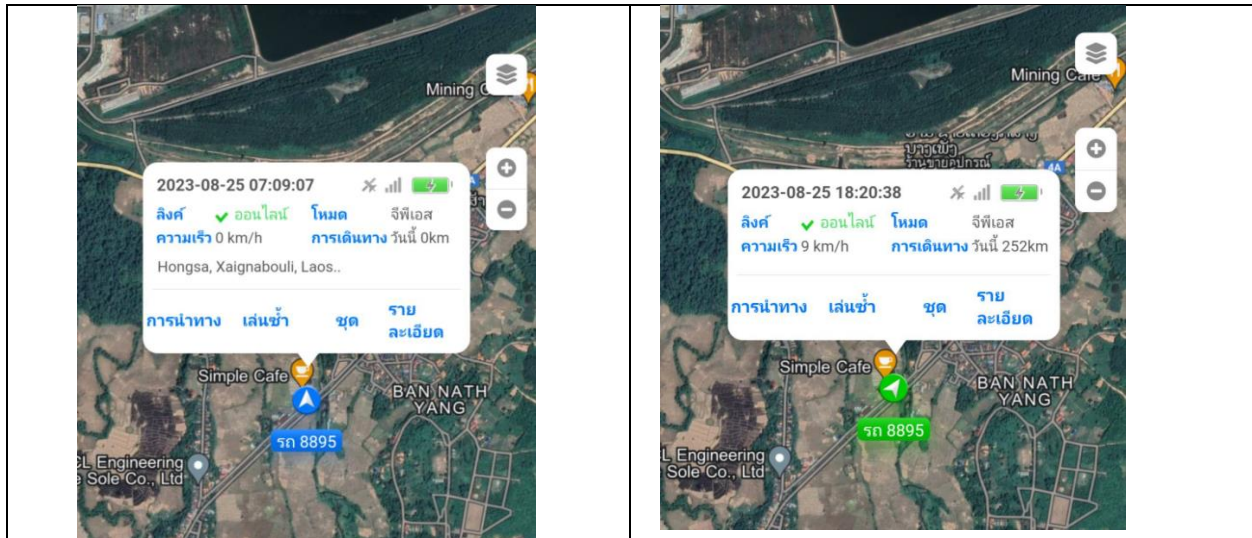 Mining
2023-08-25 07:09:07
ลิงค์ ออนไลน์ โหมด จีพีเอส
ความเร็ว 0 km/h การเดินทาง วันนี้ 0km
Hongsa, Xaignabouli, Laos..
การนำทาง เล่นซ้ำ ชุด ราย
ละเอียด
Simple Cafe
BAN NATH
YANG
รถ 8895
L Engineering
Sole Co., Ltd
Mining Cafe
ບາງເຟັງ
ร้านขายอุปกรณ์
4A
2023-08-25 18:20:38
ลิงค์ ออนไลน์ โหมด จีพีเอส
ความเร็ว 9 km/h การเดินทาง วันนี้ 252km
การนำทาง เล่นซ้ำ ชุด ราย
ละเอียด
Simple Cafe
BAN NATH
YANG
รถ 8895
L Engineering
Sole Co., Ltd